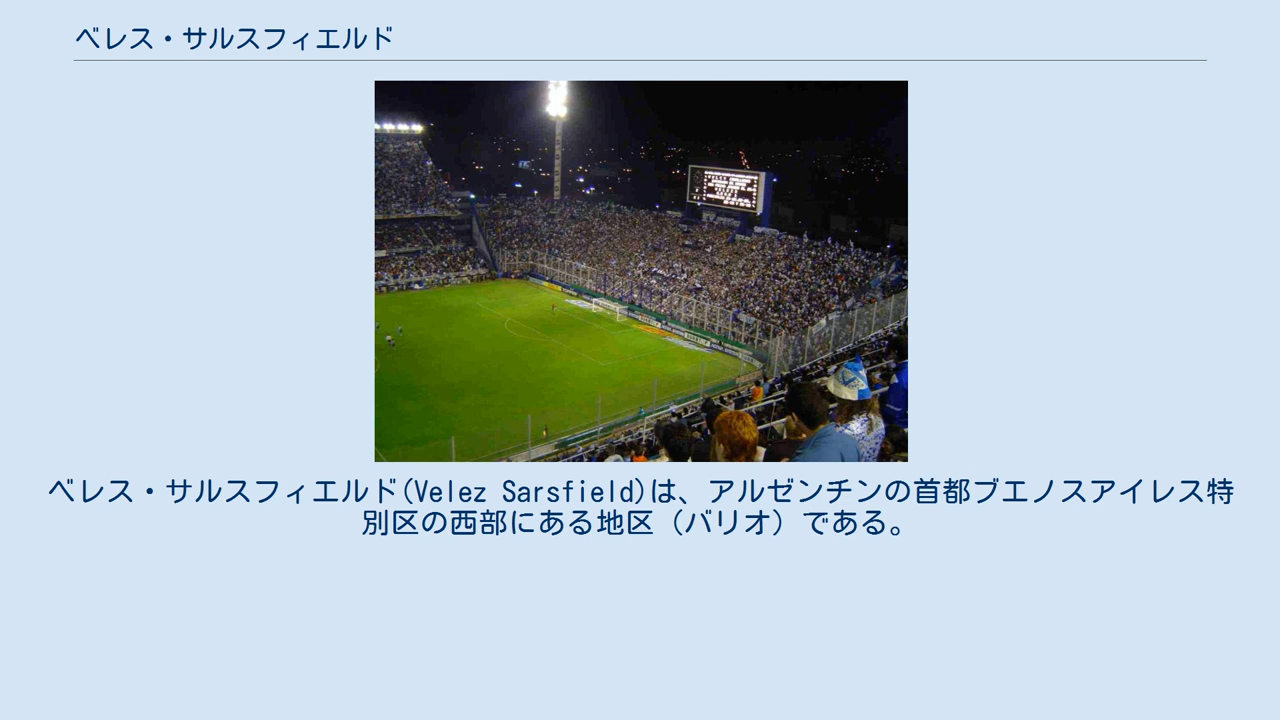 ベレス・サルスフィエルド
ベレス・サルスフィエルド(Velez Sarsfield)は、アルゼンチンの首都ブエノスアイレス特
別区の西部にある地区（バリオ）である。